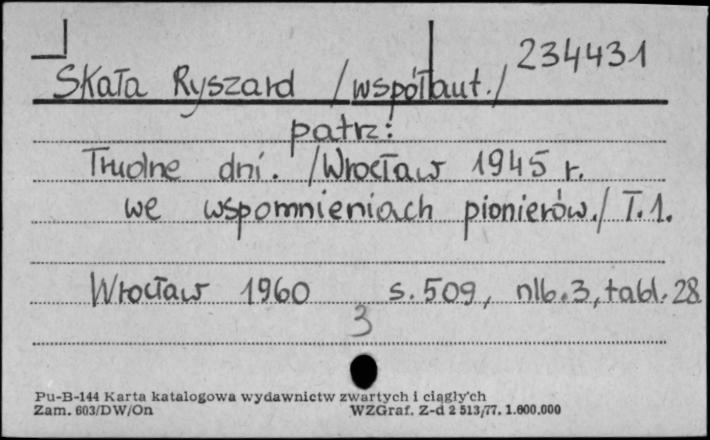 234431
Skała Ryszard /współaut./
patrz:
Trudne dni. /Wrocław 1945 r.
we wspomnieniach pionierów./ T.1.
Wrocław 1960 s. 509, nlb. 3, tabl. 28
3
Pu-B-144 Karta katalogowa wydawnictw zwartych i ciągłych
Zam. 603/DW/On WZGraf. Z-d 2 513/77. 1.600.000